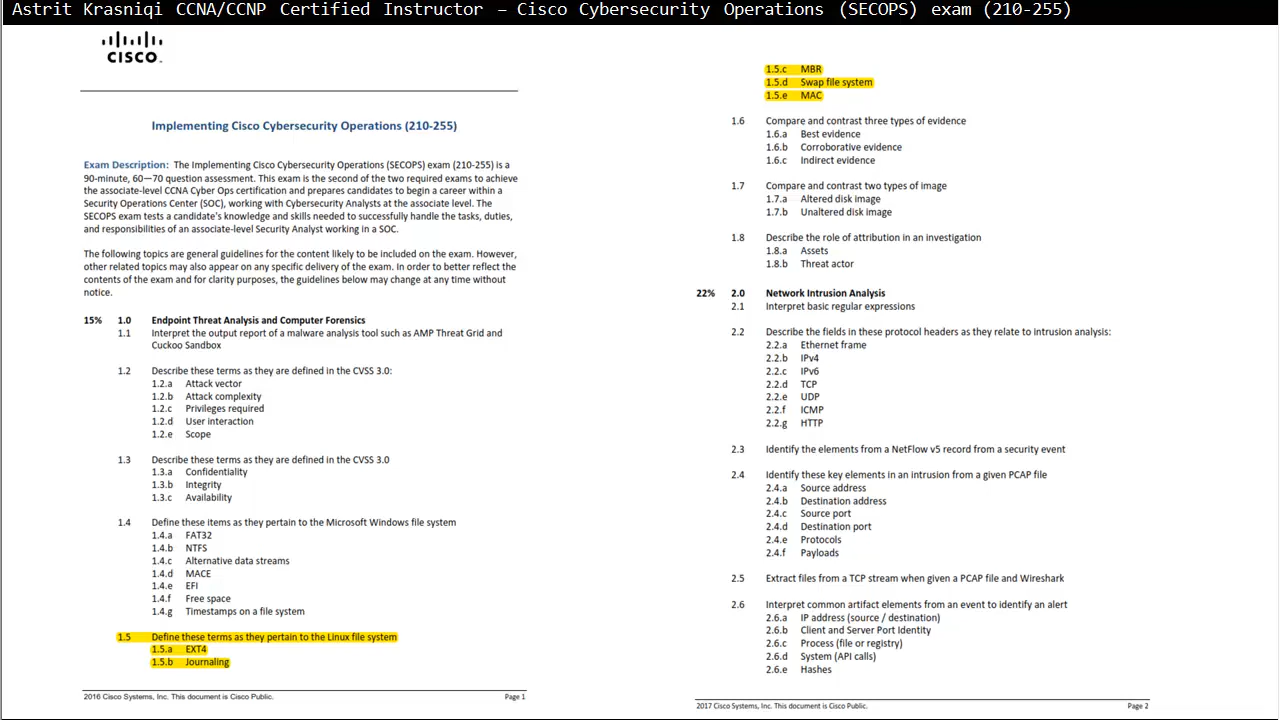 Astrit Krasniqi CCNA/CCNP Certified Instructor – Cisco Cybersecurity Operations (SECOPS) exam (210-255)
CISCO.
Implementing Cisco Cybersecurity Operations (210-255)
Exam Description: The Implementing Cisco Cybersecurity Operations (SECOPS) exam (210-255) is a
90-minute, 60—70 question assessment. This exam is the second of the two required exams to achieve
the associate-level CCNA Cyber Ops certification and prepares candidates to begin a career within a
Security Operations Center (SOC), working with Cybersecurity Analysts at the associate level. The
SECOPS exam tests a candidate's knowledge and skills needed to successfully handle the tasks, duties,
and responsibilities of an associate-level Security Analyst working in a SOC.
The following topics are general guidelines for the content likely to be included on the exam. However,
other related topics may also appear on any specific delivery of the exam. In order to better reflect the
contents of the exam and for clarity purposes, the guidelines below may change at any time without
notice.
15% 1.0 Endpoint Threat Analysis and Computer Forensics
1.1 Interpret the output report of a malware analysis tool such as AMP Threat Grid and
Cuckoo Sandbox
1.2 Describe these terms as they are defined in the CVSS 3.0:
1.2.a Attack vector
1.2.b Attack complexity
1.2.c Privileges required
1.2.d User interaction
1.2.e Scope
1.3 Describe these terms as they are defined in the CVSS 3.0
1.3.a Confidentiality
1.3.b Integrity
1.3.c Availability
1.4 Define these items as they pertain to the Microsoft Windows file system
1.4.a FAT32
1.4.b NTFS
1.4.c Alternative data streams
1.4.d MACE
1.4.e EFI
1.4.f Free space
1.4.g Timestamps on a file system
1.5 Define these terms as they pertain to the Linux file system
1.5.a EXT4
1.5.b Journaling
2016 Cisco Systems, Inc. This document is Cisco Public. Page 1
1.5.c MBR
1.5.d Swap file system
1.5.e MAC
1.6 Compare and contrast three types of evidence
1.6.a Best evidence
1.6.b Corroborative evidence
1.6.c Indirect evidence
1.7 Compare and contrast two types of image
1.7.a Altered disk image
1.7.b Unaltered disk image
1.8 Describe the role of attribution in an investigation
1.8.a Assets
1.8.b Threat actor
22% 2.0 Network Intrusion Analysis
2.1 Interpret basic regular expressions
2.2 Describe the fields in these protocol headers as they relate to intrusion analysis:
2.2.a Ethernet frame
2.2.b IPv4
2.2.c IPv6
2.2.d TCP
2.2.e UDP
2.2.f ICMP
2.2.g HTTP
2.3 Identify the elements from a NetFlow v5 record from a security event
2.4 Identify these key elements in an intrusion from a given PCAP file
2.4.a Source address
2.4.b Destination address
2.4.c Source port
2.4.d Destination port
2.4.e Protocols
2.4.f Payloads
2.5 Extract files from a TCP stream when given a PCAP file and Wireshark
2.6 Interpret common artifact elements from an event to identify an alert
2.6.a IP address (source / destination)
2.6.b Client and Server Port Identity
2.6.c Process (file or registry)
2.6.d System (API calls)
2.6.e Hashes
2017 Cisco Systems, Inc. This document is Cisco Public. Page 2